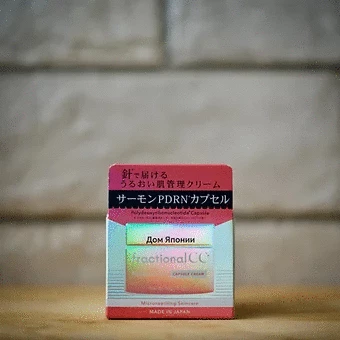 針で届ける
うるおい肌管理クリーム
サーモンPDRNカプセル
Polydeoxyribonucleotide Capsule
Дом Японии
fractional CC
CAPSULE CREAM
Microneedling Skincare
MADE IN JAPAN